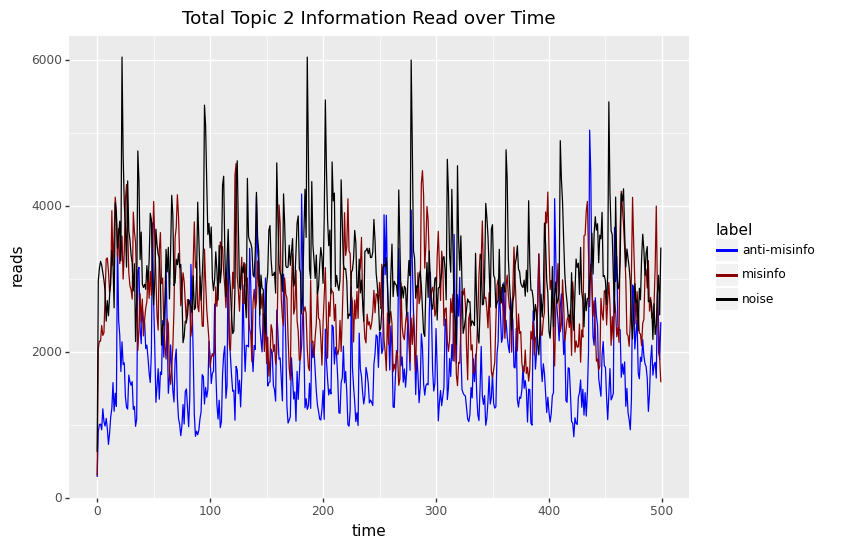 Total Topic 2 Information Read over Time
reads
6000
4000
2000
0
0 100 200 300 400 500
time
label
anti-misinfo
misinfo
noise